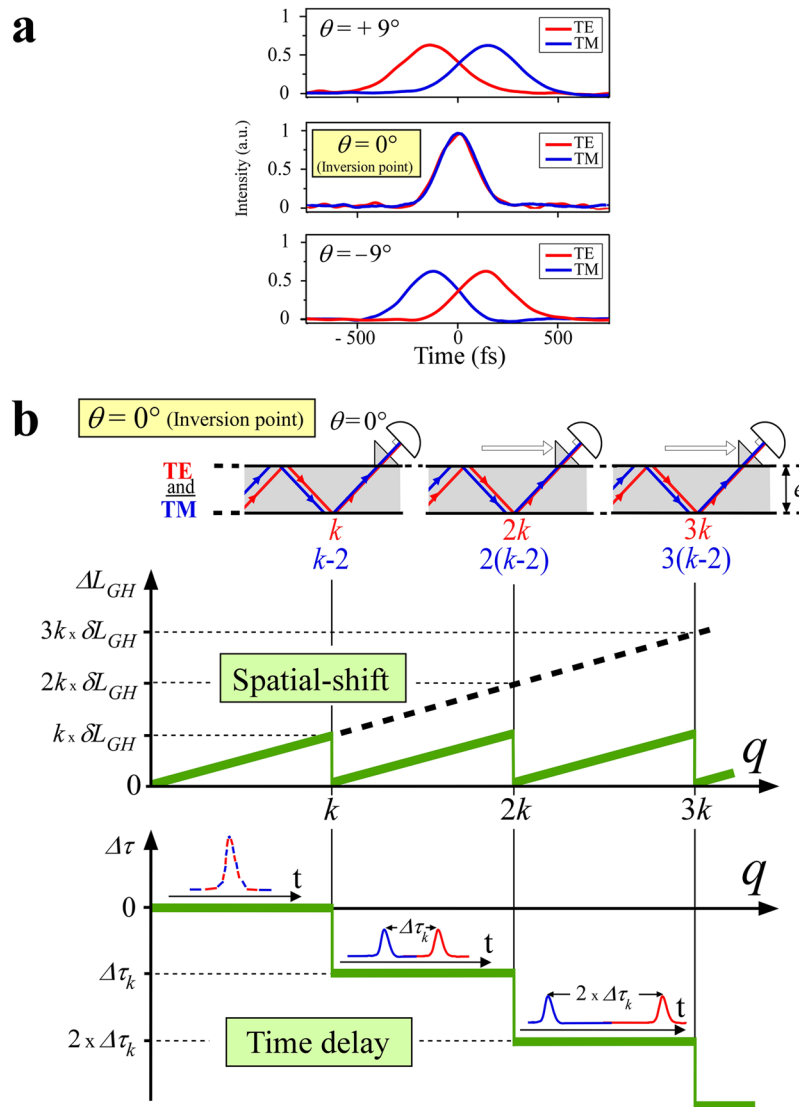 a
θ = + 9°
TE
TM
1
0.5
0
θ = 0°
(Inversion point)
TE
TM
1
0.5
0
Intensity (a.u.)
θ = –9°
TE
TM
1
0.5
0
- 500
0
500
Time (fs)
b
θ = 0° (Inversion point)
θ = 0°
TE
and
TM
e
k
2k
3k
k-2
2(k-2)
3(k-2)
ΔL_GH
3k x δL_GH
2k x δL_GH
k x δL_GH
0
Spatial-shift
q
k
2k
3k
Δτ
t
q
0
Δτ_k
t
Δτ_k
2 x Δτ_k
t
2 x Δτ_k
Time delay